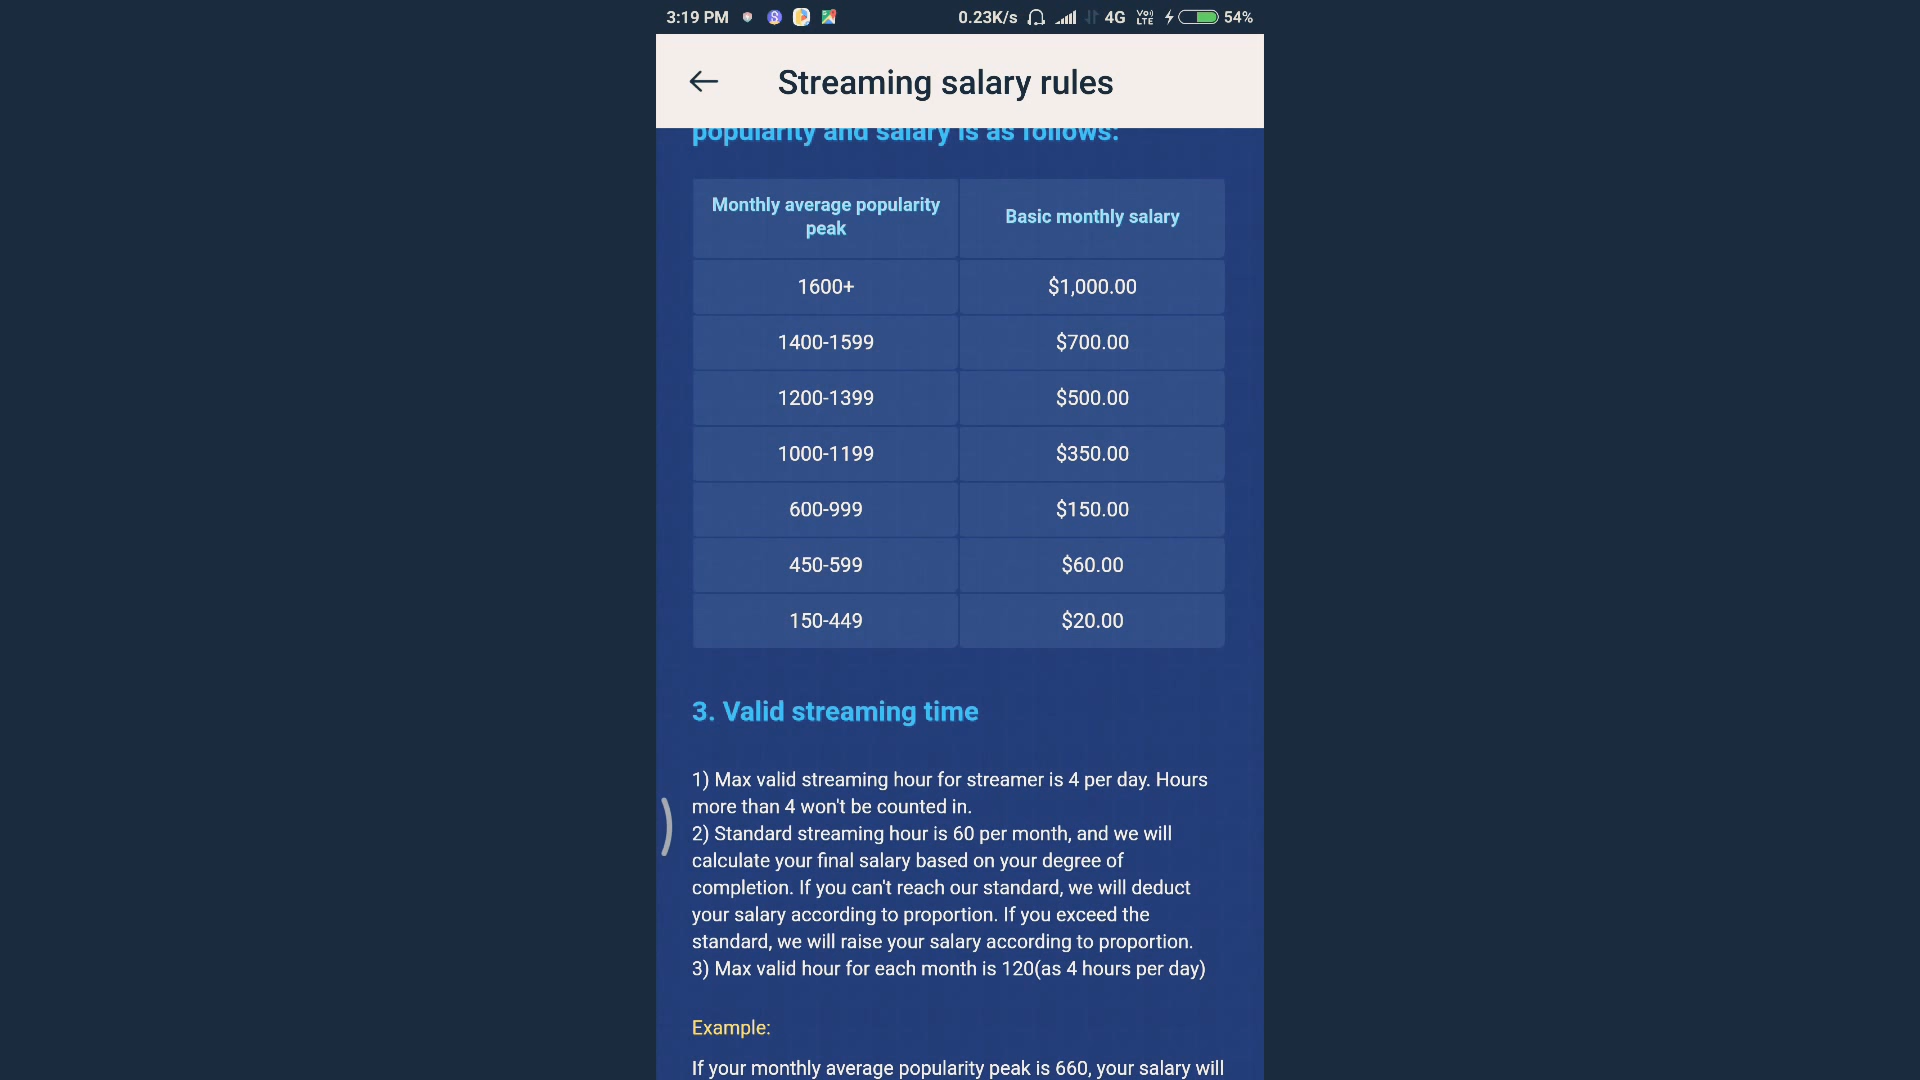 3:19 PM 0.23K/s 4G VoLTE 54%
Streaming salary rules
popularity and salary is as follows:
Monthly average popularity peak Basic monthly salary
1600+ $1,000.00
1400-1599 $700.00
1200-1399 $500.00
1000-1199 $350.00
600-999 $150.00
450-599 $60.00
150-449 $20.00
3. Valid streaming time
1) Max valid streaming hour for streamer is 4 per day. Hours
more than 4 won't be counted in.
2) Standard streaming hour is 60 per month, and we will
calculate your final salary based on your degree of
completion. If you can't reach our standard, we will deduct
your salary according to proportion. If you exceed the
standard, we will raise your salary according to proportion.
3) Max valid hour for each month is 120(as 4 hours per day)
Example:
If your monthly average popularity peak is 660, your salary will